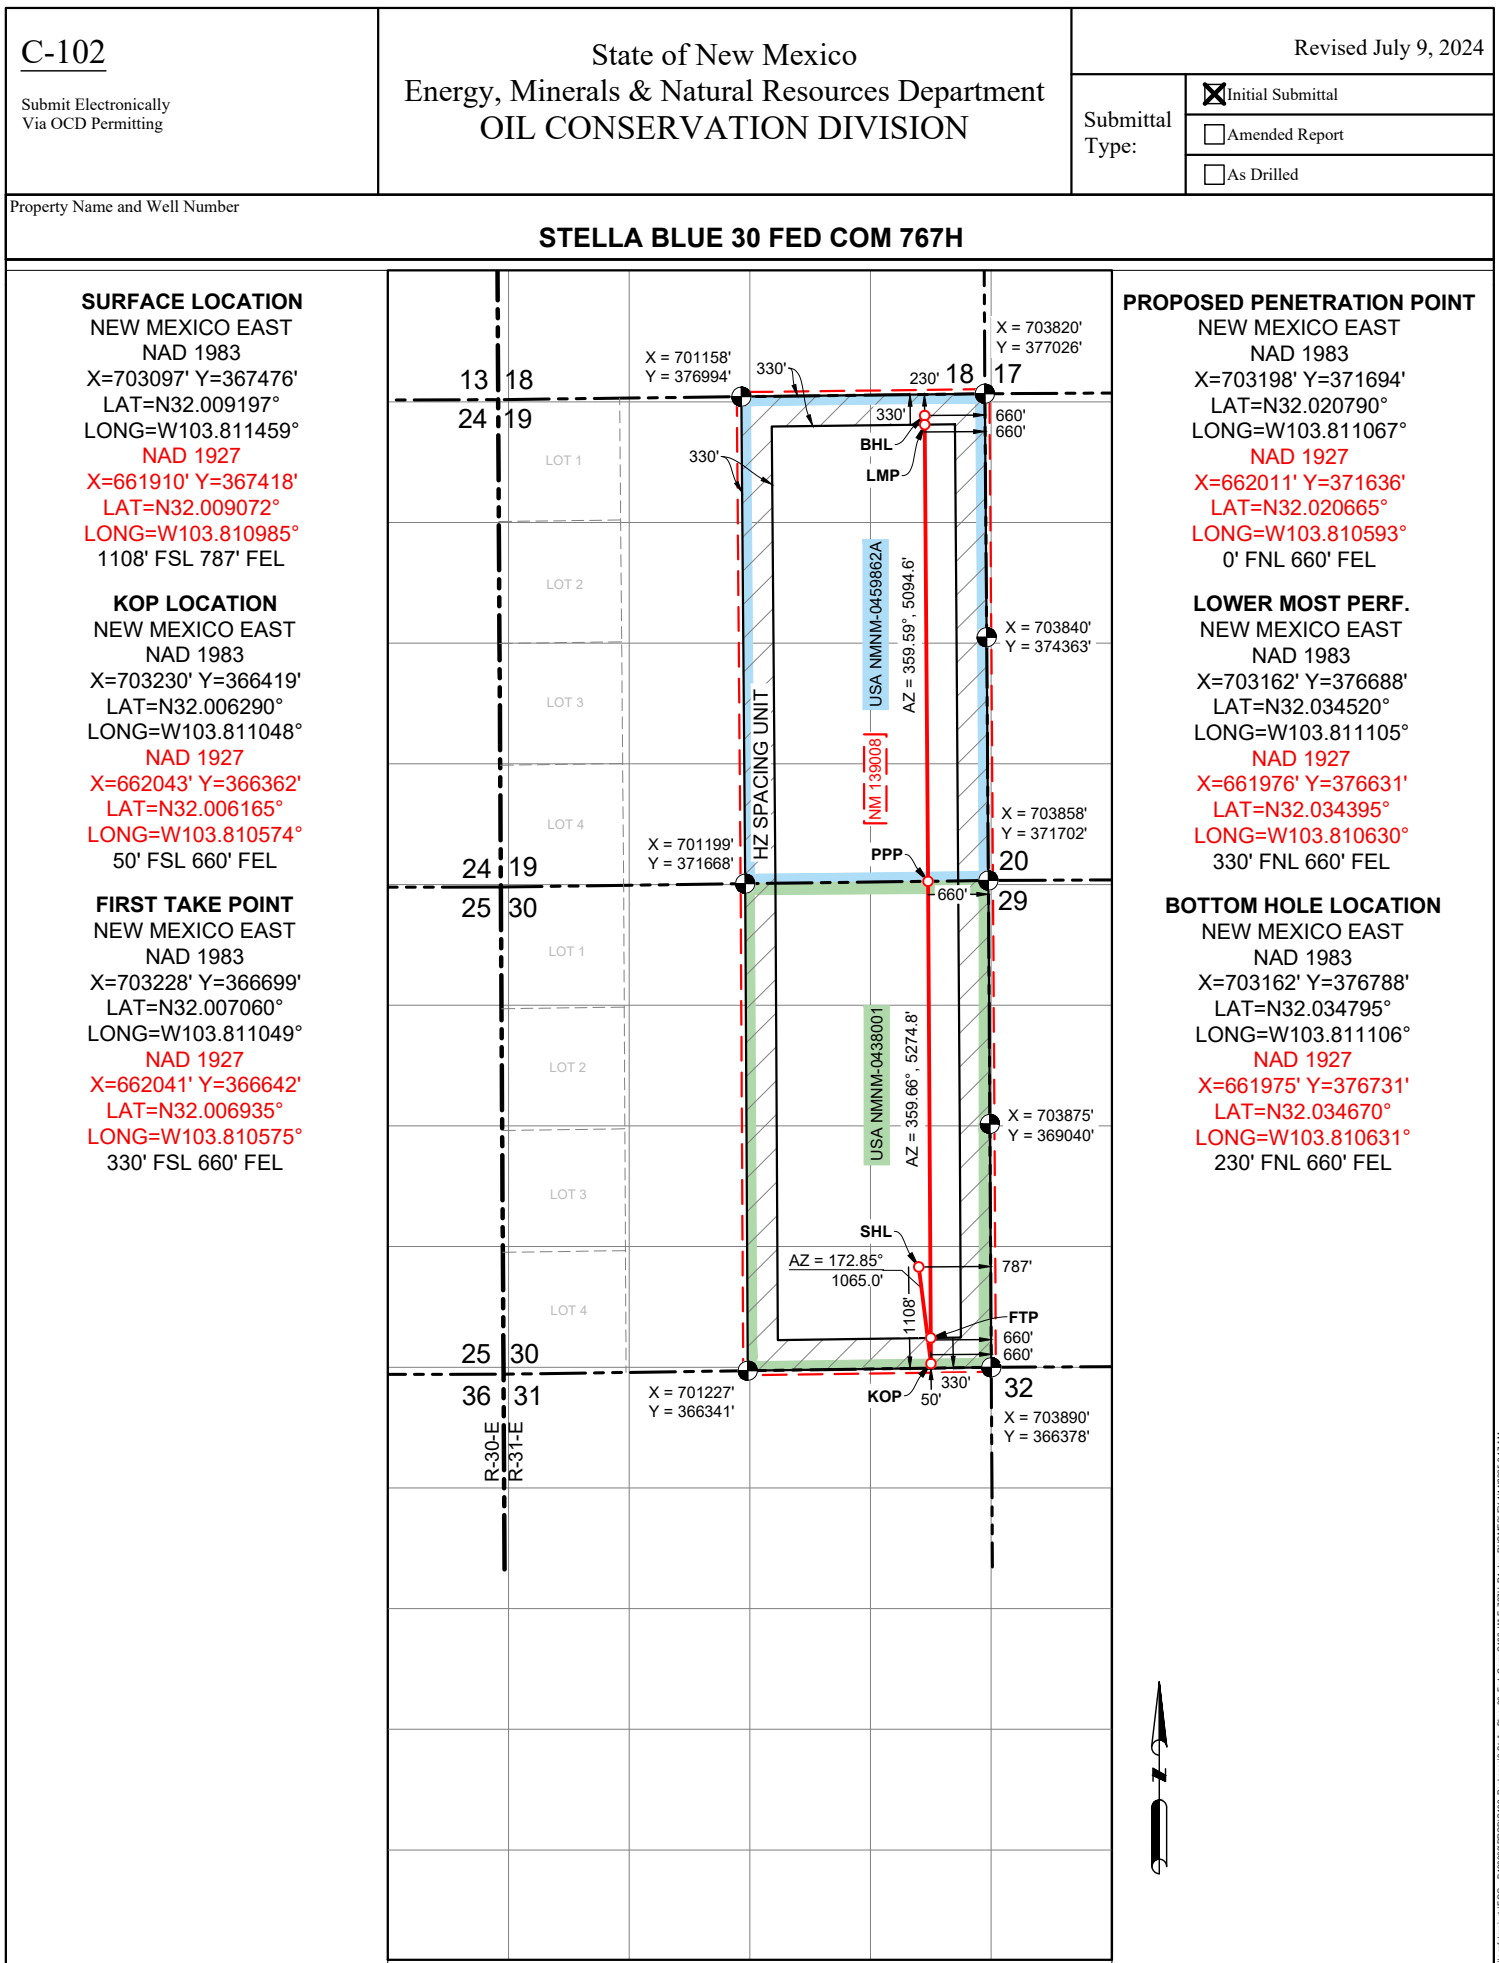 C-102
Submit Electronically
Via OCD Permitting
State of New Mexico
Energy, Minerals & Natural Resources Department
OIL CONSERVATION DIVISION
Revised July 9, 2024
Submittal
Type:
Initial Submittal
Amended Report
As Drilled
Property Name and Well Number
STELLA BLUE 30 FED COM 767H
SURFACE LOCATION
NEW MEXICO EAST
NAD 1983
X=703097' Y=367476'
LAT=N32.009197°
LONG=W103.811459°
NAD 1927
X=661910' Y=367418'
LAT=N32.009072°
LONG=W103.810985°
1108' FSL 787' FEL
KOP LOCATION
NEW MEXICO EAST
NAD 1983
X=703230' Y=366419'
LAT=N32.006290°
LONG=W103.811048°
NAD 1927
X=662043' Y=366362'
LAT=N32.006165°
LONG=W103.810574°
50' FSL 660' FEL
FIRST TAKE POINT
NEW MEXICO EAST
NAD 1983
X=703228' Y=366699'
LAT=N32.007060°
LONG=W103.811049°
NAD 1927
X=662041' Y=366642'
LAT=N32.006935°
LONG=W103.810575°
330' FSL 660' FEL
X = 703820'
Y = 377026'
X = 701158'
Y = 376994'
330'
13 18
24 19
230'
18 17
330'
660'
660'
BHL
LMP
330'
LOT 1
LOT 2
LOT 3
LOT 4
USA NMNM-0459862A
AZ = 359.59°, 5094.6'
X = 703840'
Y = 374363'
HZ SPACING UNIT
NM 139008
X = 703858'
Y = 371702'
X = 701199'
Y = 371668'
PPP
24 19
25 30
20
29
660'
LOT 1
LOT 2
LOT 3
LOT 4
USA NMNM-0438001
AZ = 359.66°, 5274.8'
X = 703875'
Y = 369040'
SHL
AZ = 172.85°
1065.0'
787'
1108'
FTP
660'
660'
25 30
36 31
330'
50'
KOP
32
X = 701227'
Y = 366341'
X = 703890'
Y = 366378'
R-30-E
R-31-E
PROPOSED PENETRATION POINT
NEW MEXICO EAST
NAD 1983
X=703198' Y=371694'
LAT=N32.020790°
LONG=W103.811067°
NAD 1927
X=662011' Y=371636'
LAT=N32.020665°
LONG=W103.810593°
0' FNL 660' FEL
LOWER MOST PERF.
NEW MEXICO EAST
NAD 1983
X=703162' Y=376688'
LAT=N32.034520°
LONG=W103.811105°
NAD 1927
X=661976' Y=376631'
LAT=N32.034395°
LONG=W103.810630°
330' FNL 660' FEL
BOTTOM HOLE LOCATION
NEW MEXICO EAST
NAD 1983
X=703162' Y=376788'
LAT=N32.034795°
LONG=W103.811106°
NAD 1927
X=661975' Y=376731'
LAT=N32.034670°
LONG=W103.810631°
230' FNL 660' FEL
N